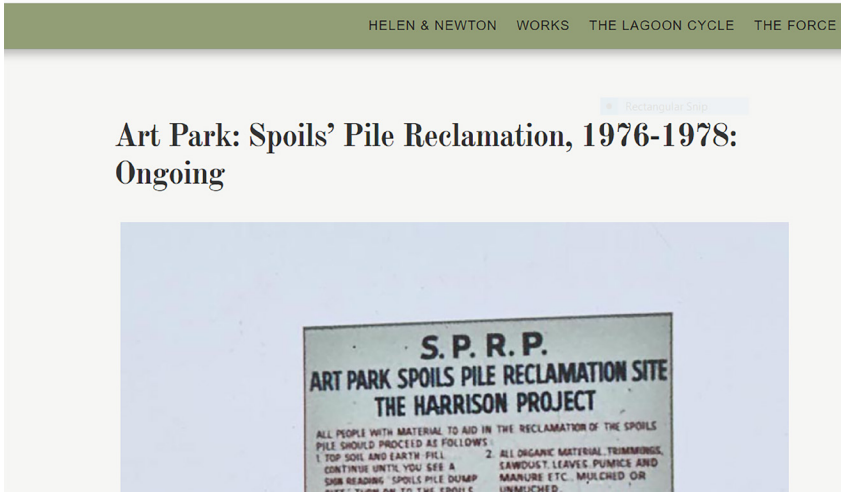 HELEN & NEWTON WORKS THE LAGOON CYCLE THE FORCE
Rectangular Snip
Art Park: Spoils’ Pile Reclamation, 1976-1978:
Ongoing
S. P. R. P.
ART PARK SPOILS PILE RECLAMATION SITE
THE HARRISON PROJECT
ALL PEOPLE WITH MATERIAL TO AID IN THE RECLAMATION OF THE SPOILS
PILE SHOULD PROCEED AS FOLLOWS:
1. TOP SOIL AND EARTH FILL
CONTINUE UNTIL YOU SEE A
SIGN READING "SPOILS PILE DUMP
2. ALL ORGANIC MATERIAL, TRIMMINGS,
SAWDUST, LEAVES, PUMICE AND
MANURE ETC., MULCHED OR
UNMUCHED.